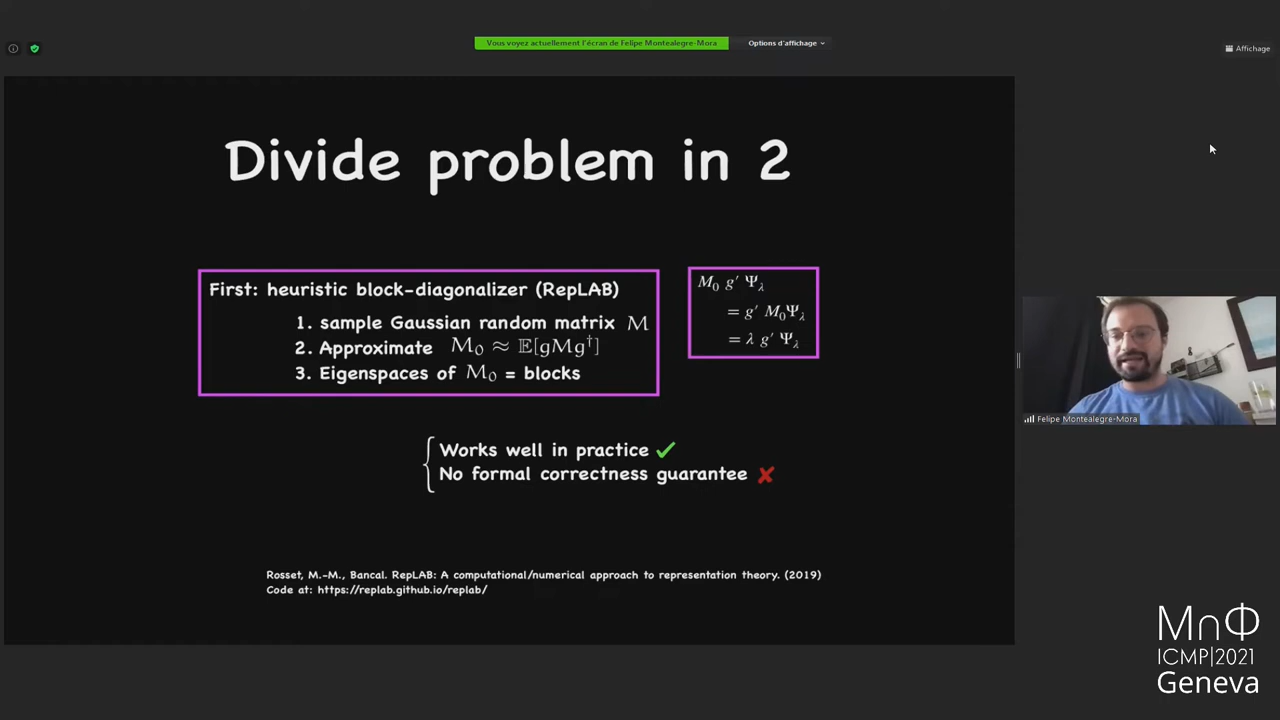 Vous voyez actuellement l'écran de Felipe Montealegre-Mora
Options d'affichage
Affichage
Divide problem in 2
First: heuristic block-diagonalizer (RepLAB)
1. sample Gaussian random matrix M
2. Approximate M₀ ≈ 𝔼[gMg†]
3. Eigenspaces of M₀ = blocks
M₀ g′ Ψ_λ
= g′ M₀Ψ_λ
= λ g′ Ψ_λ
Works well in practice ✓
No formal correctness guarantee ✗
Felipe Montealegre-Mora
Rosset, M.-M., Bancal. RepLAB: A computational/numerical approach to representation theory. (2019)
Code at: https://replab.github.io/replab/
M∩Φ
ICMP|2021
Geneva